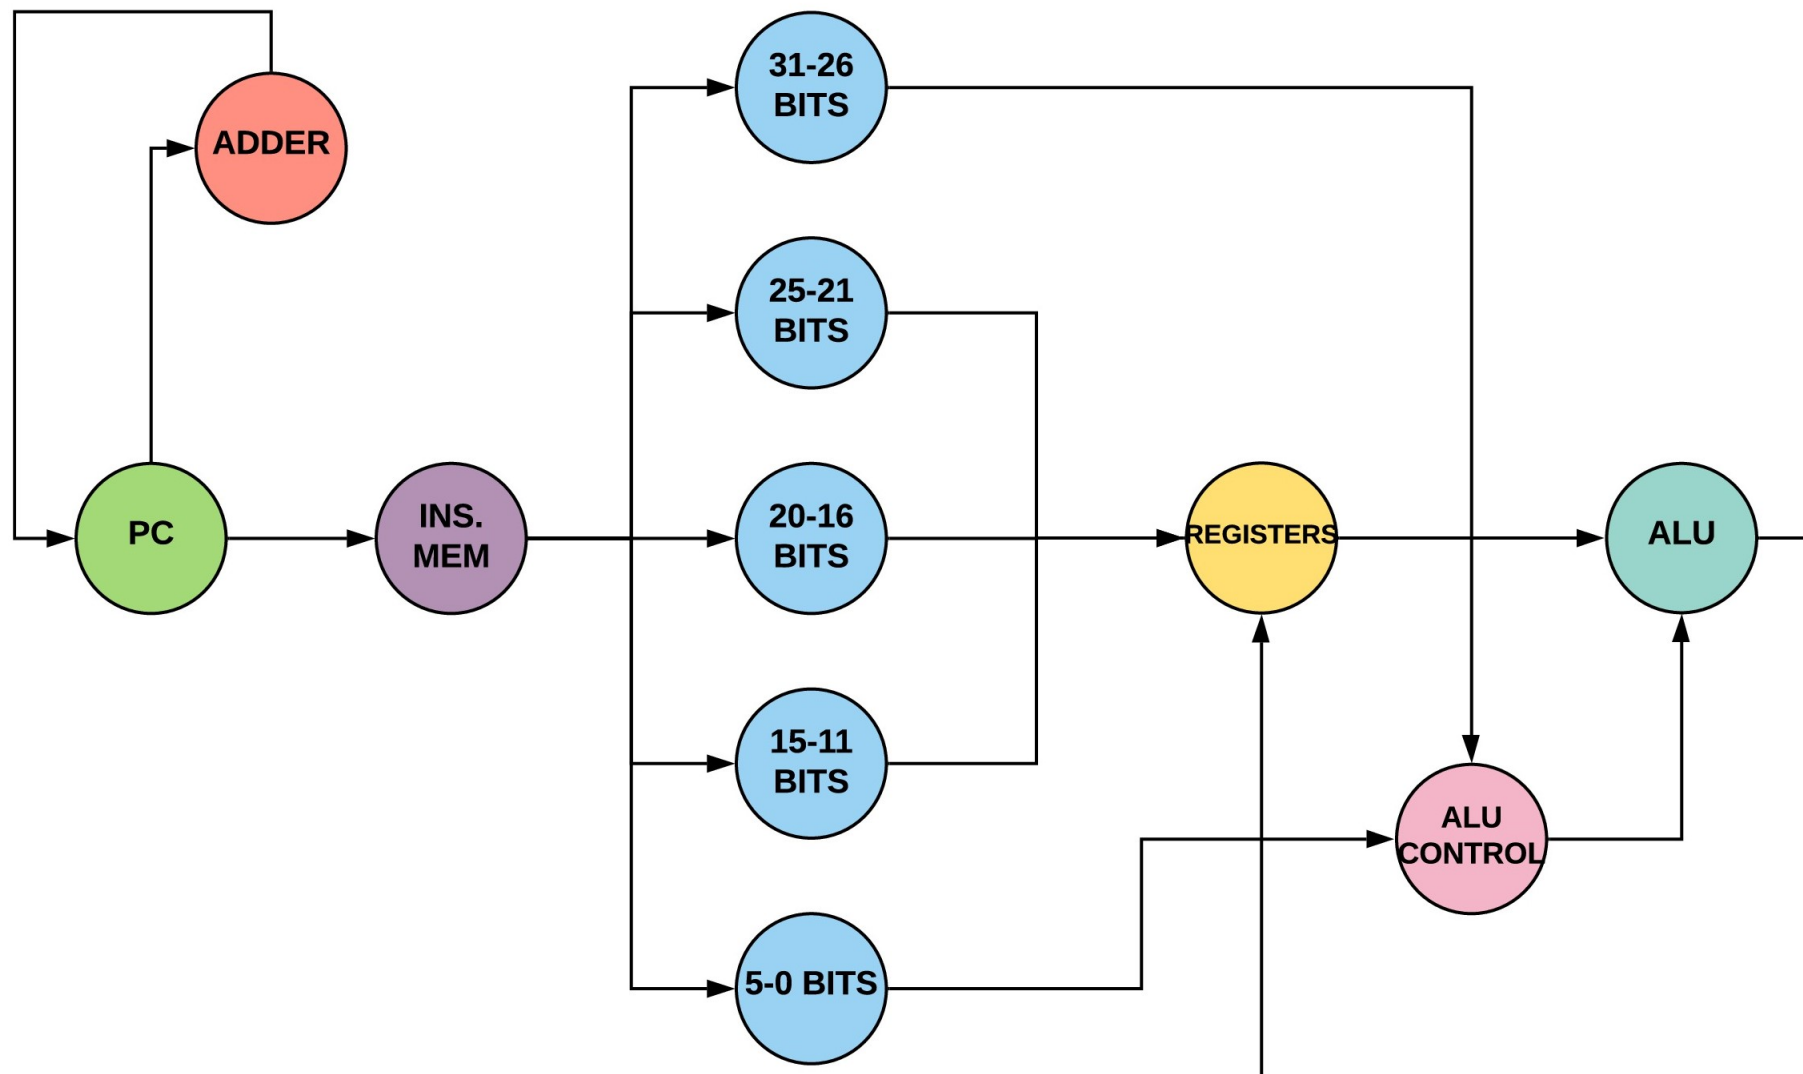 31-26
BITS
ADDER
25-21
BITS
PC
INS.
MEM
20-16
BITS
REGISTERS
ALU
15-11
BITS
ALU
CONTROL
5-0 BITS